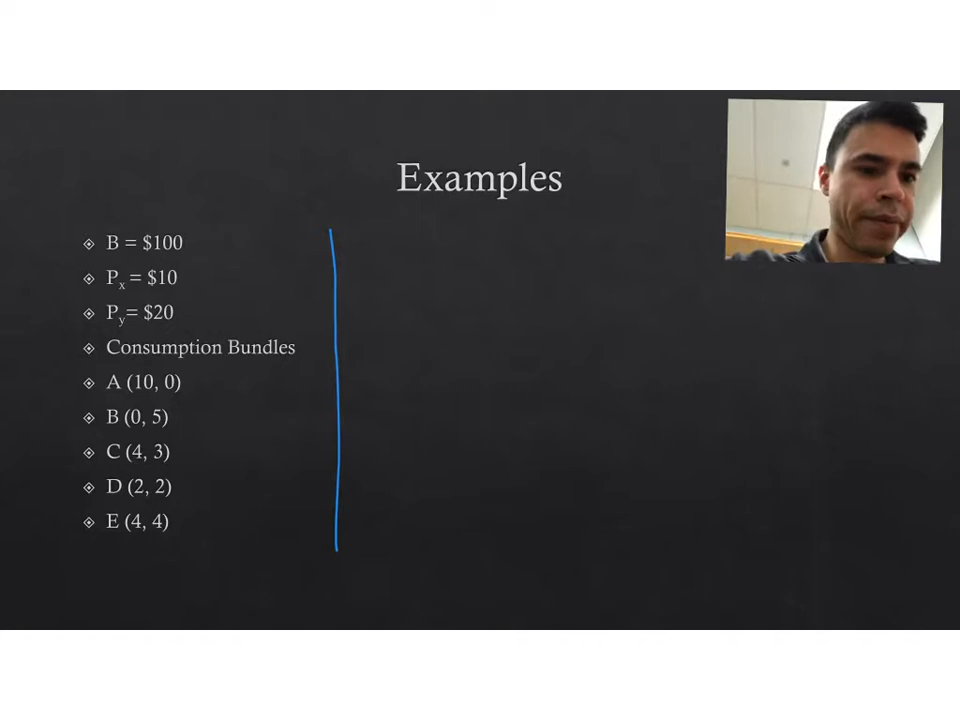 Examples
B = $100
Px = $10
Py= $20
Consumption Bundles
A (10, 0)
B (0, 5)
C (4, 3)
D (2, 2)
E (4, 4)